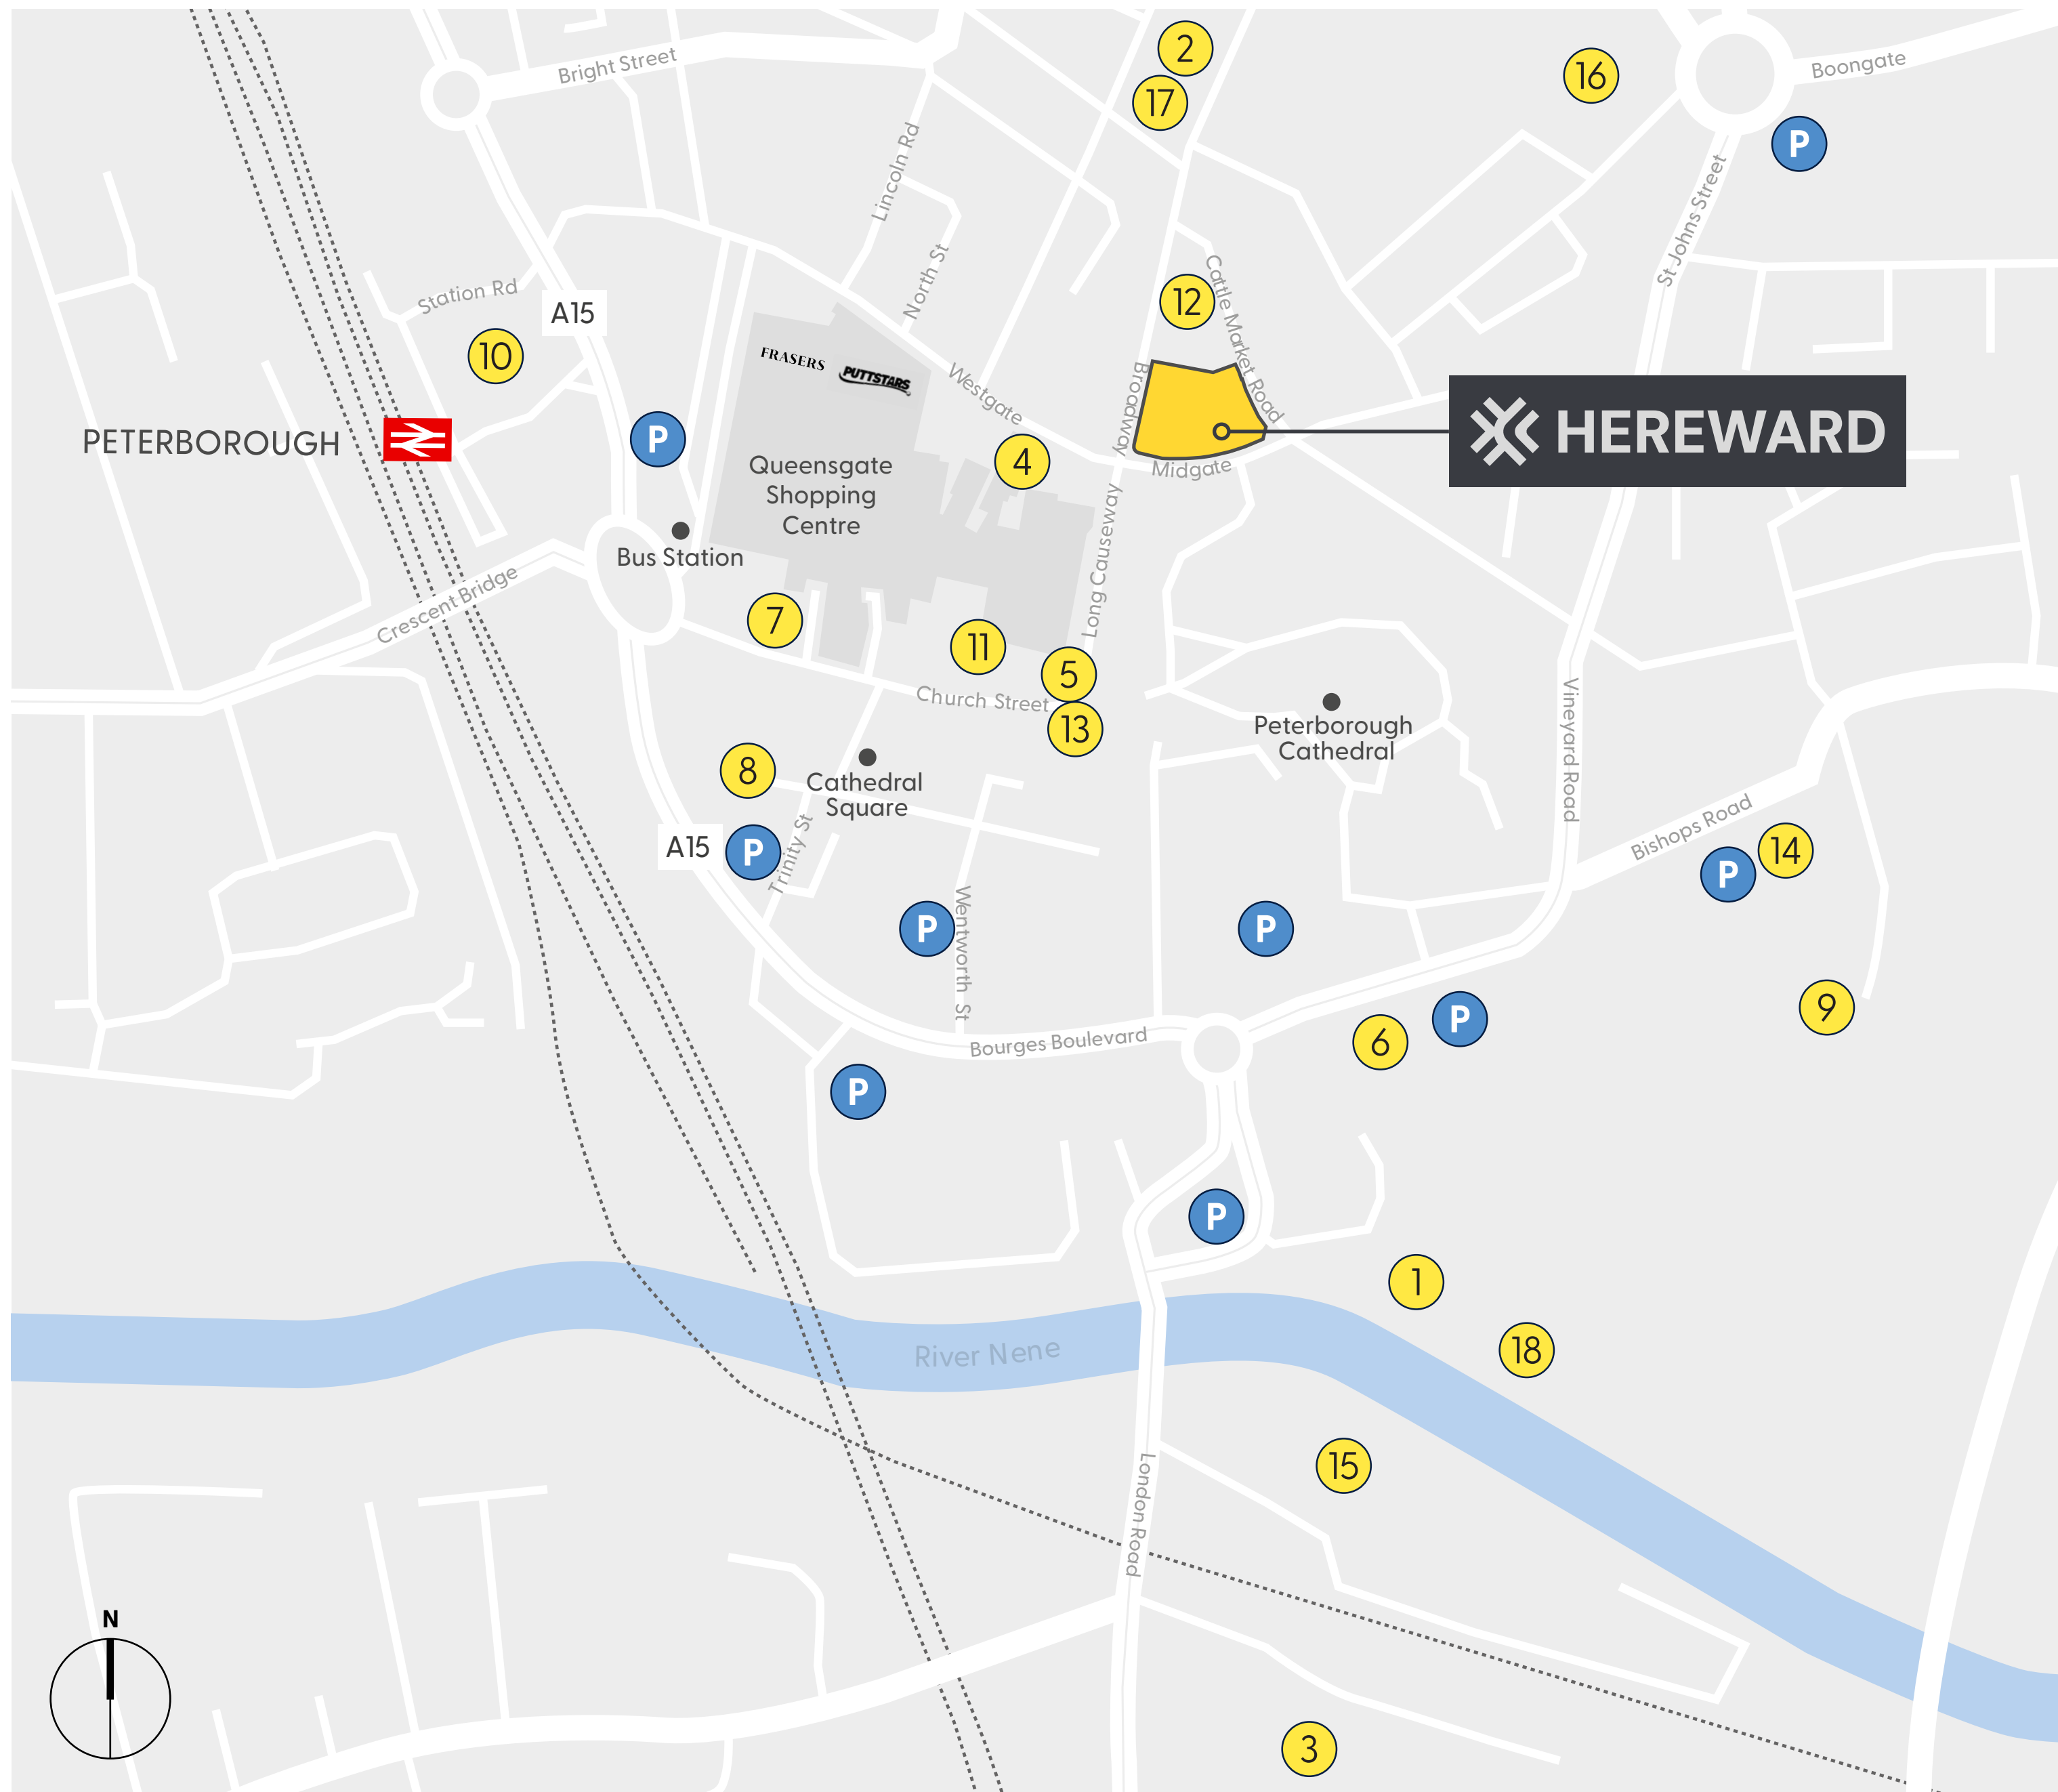 2
17
16
Boongate
Bright Street
P
Lincoln Rd
St Johns Street
North St
Cattle Market Road
Station Rd
A15
12
10
FRASERS
PUTTSTARS
Westgate
Broadway
HEREWARD
PETERBOROUGH
P
4
Midgate
Queensgate
Shopping
Centre
Bus Station
Long Causeway
Crescent Bridge
7
11
5
Church Street
13
Peterborough
Cathedral
Vineyard Road
8
Cathedral
Square
A15
P
Trinity St
Bishops Road
14
P
P
Wentworth St
P
9
6
P
Bourges Boulevard
P
P
1
18
River Nene
15
London Road
N
3